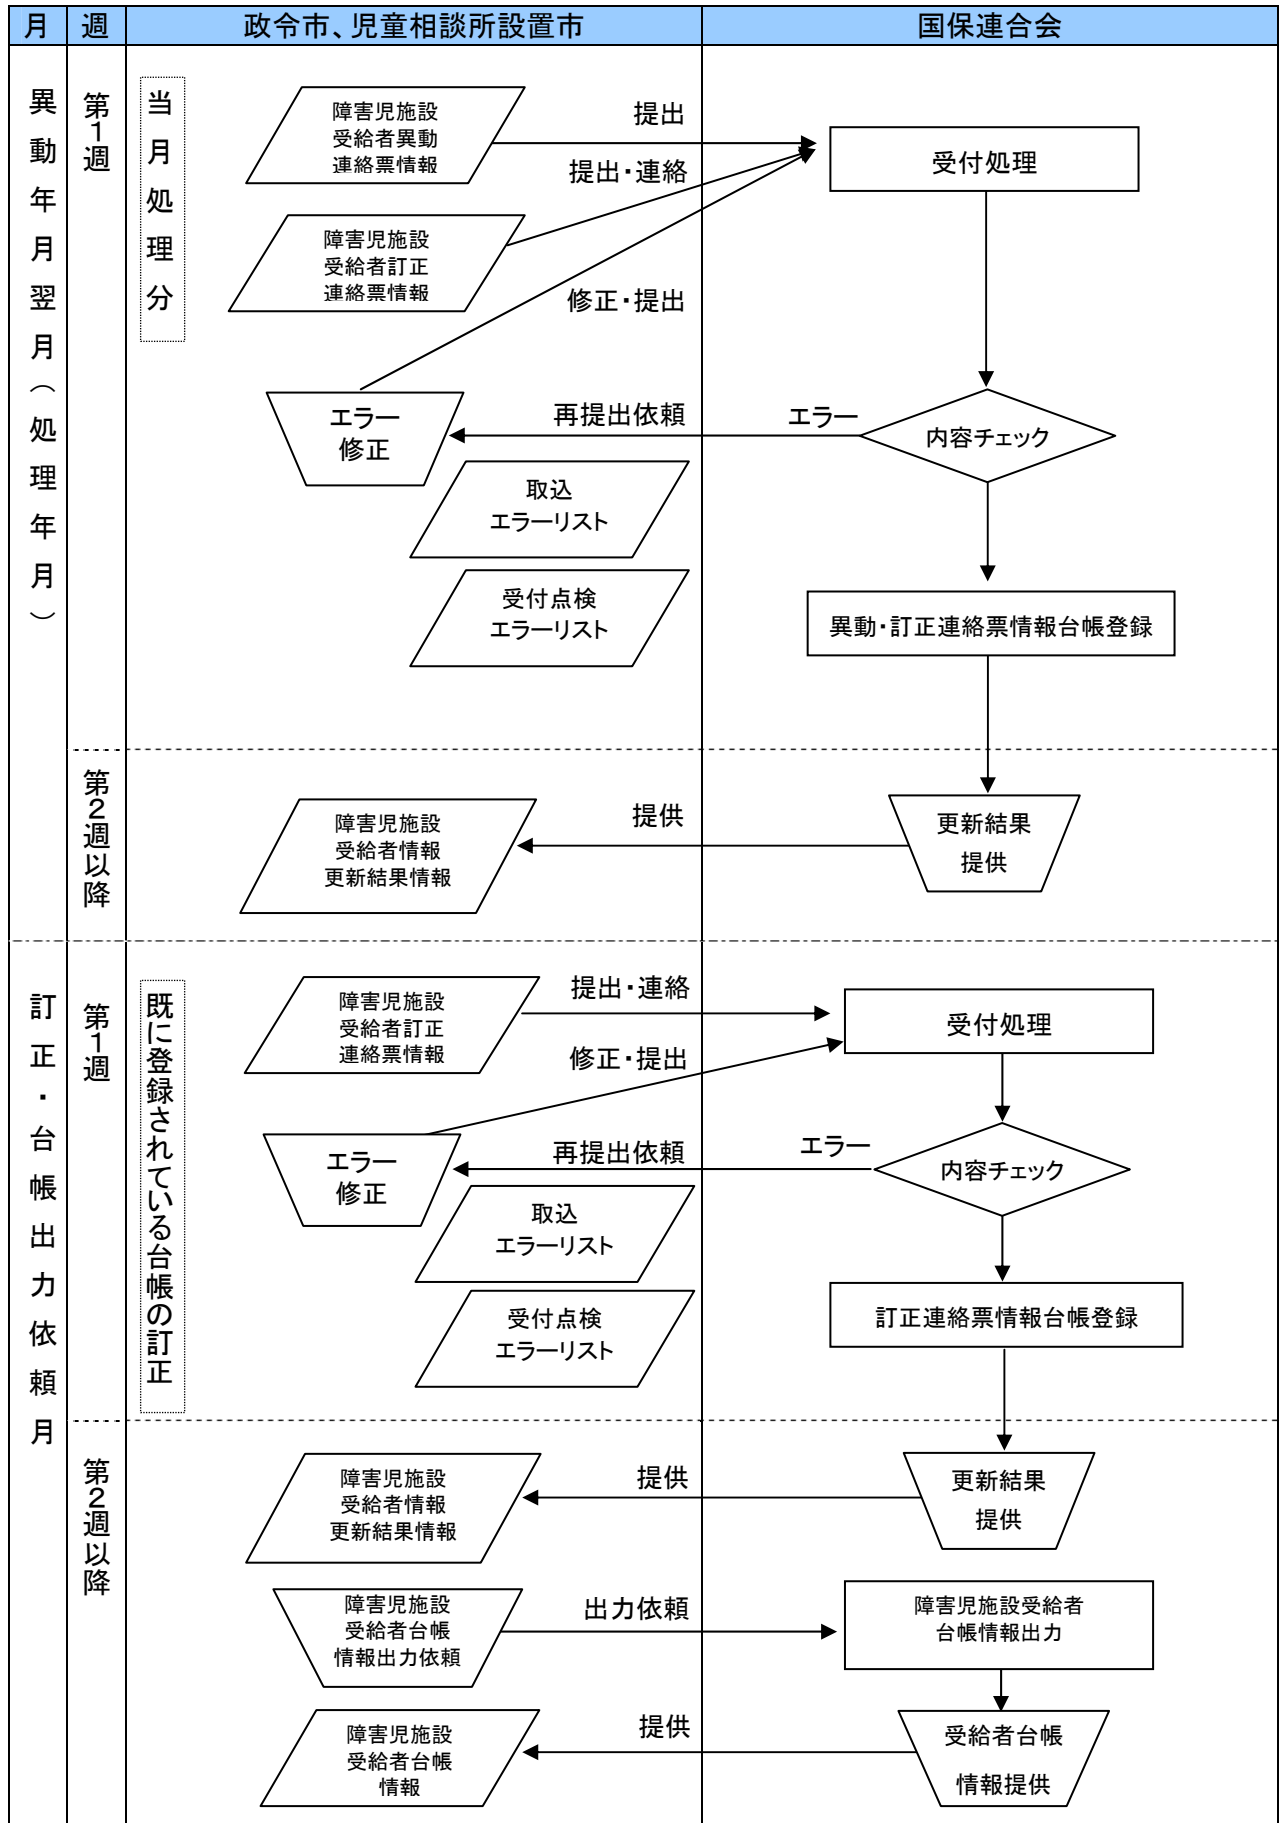 月
週
政令市、児童相談所設置市
国保連合会
異動年月翌月（処理年月）
第1週
当月処理分
障害児施設
受給者異動
連絡票情報
提出
受付処理
提出・連絡
障害児施設
受給者訂正
連絡票情報
修正・提出
エラー
修正
再提出依頼
エラー
内容チェック
取込
エラーリスト
受付点検
エラーリスト
異動・訂正連絡票情報台帳登録
第2週以降
障害児施設
受給者情報
更新結果情報
提供
更新結果
提供
訂正・台帳出力依頼月
第1週
既に登録されている台帳の訂正
障害児施設
受給者訂正
連絡票情報
提出・連絡
受付処理
修正・提出
エラー
修正
再提出依頼
エラー
内容チェック
取込
エラーリスト
受付点検
エラーリスト
訂正連絡票情報台帳登録
第2週以降
障害児施設
受給者情報
更新結果情報
提供
更新結果
提供
障害児施設
受給者台帳
情報出力依頼
出力依頼
障害児施設受給者
台帳情報出力
障害児施設
受給者台帳
情報
提供
受給者台帳
情報提供